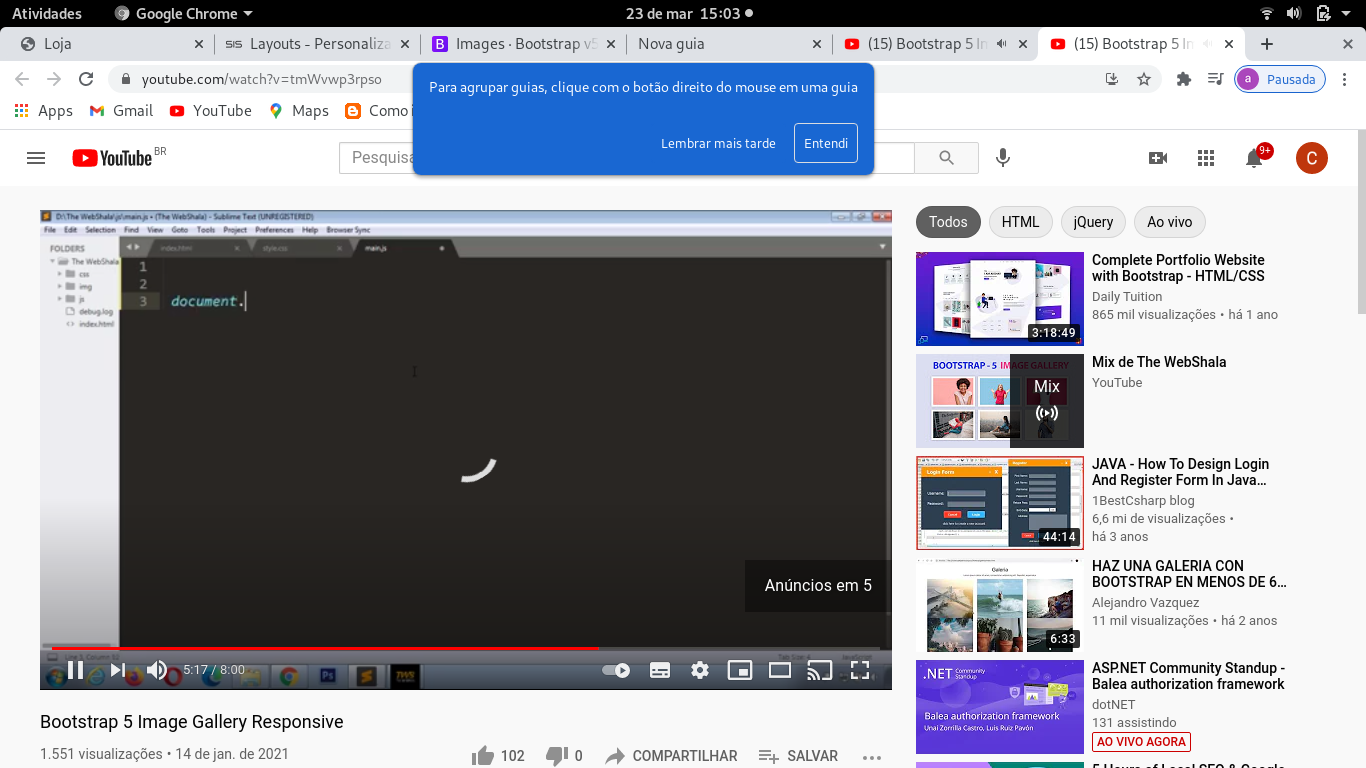 Atividades
Google Chrome
23 de mar 15:03
Loja
Layouts - Personaliza
Images · Bootstrap v5
Nova guia
(15) Bootstrap 5 Im
(15) Bootstrap 5 Im
youtube.com/watch?v=tmWvwp3rpso
a Pausada
Apps
Gmail
YouTube
Maps
Como i
Para agrupar guias, clique com o botão direito do mouse em uma guia
Lembrar mais tarde
Entendi
YouTube BR
Pesquisa
9+
C
D:\The WebShala\js\main.js • (The WebShala) - Sublime Text (UNREGISTERED)
File Edit Selection Find View Goto Tools Project Preferences Help Browser Sync
FOLDERS
The WebShala
css
img
js
debug.log
index.html
index.html
style.css
main.js
1
2
3 document.
Anúncios em 5
5:17 / 8:00
Bootstrap 5 Image Gallery Responsive
1.551 visualizações • 14 de jan. de 2021
102
0
COMPARTILHAR
SALVAR
Todos
HTML
jQuery
Ao vivo
3:18:49
Complete Portfolio Website
with Bootstrap - HTML/CSS
Daily Tuition
865 mil visualizações • há 1 ano
BOOTSTRAP - 5 IMAGE GALLERY
Mix
Mix de The WebShala
YouTube
Login Form
44:14
JAVA - How To Design Login
And Register Form In Java…
1BestCsharp blog
6,6 mi de visualizações •
há 3 anos
Galeria
6:33
HAZ UNA GALERIA CON
BOOTSTRAP EN MENOS DE 6…
Alejandro Vazquez
11 mil visualizações • há 2 anos
.NET Community
Standup
Balea authorization framework
Unai Zorrilla Castro, Luis Ruiz Pavón
ASP.NET Community Standup -
Balea authorization framework
dotNET
131 assistindo
AO VIVO AGORA
5 Hours of Local SEO & Google